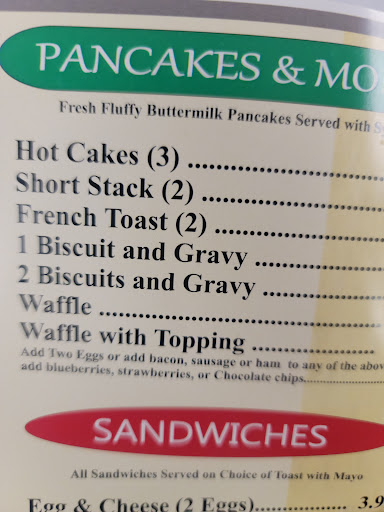 PANCAKES & MO
Fresh Fluffy Buttermilk Pancakes Served with
Hot Cakes (3) ....................
Short Stack (2) ....................
French Toast (2) ..................
1 Biscuit and Gravy .............
2 Biscuits and Gravy ............
Waffle ................................
Waffle with Topping ................
Add Two Eggs or add bacon, sausage or ham to any of the above
add blueberries, strawberries, or Chocolate chips....................
SANDWICHES
All Sandwiches Served on Choice of Toast with Mayo
Egg & Cheese (2 Eggs)................. 3.9